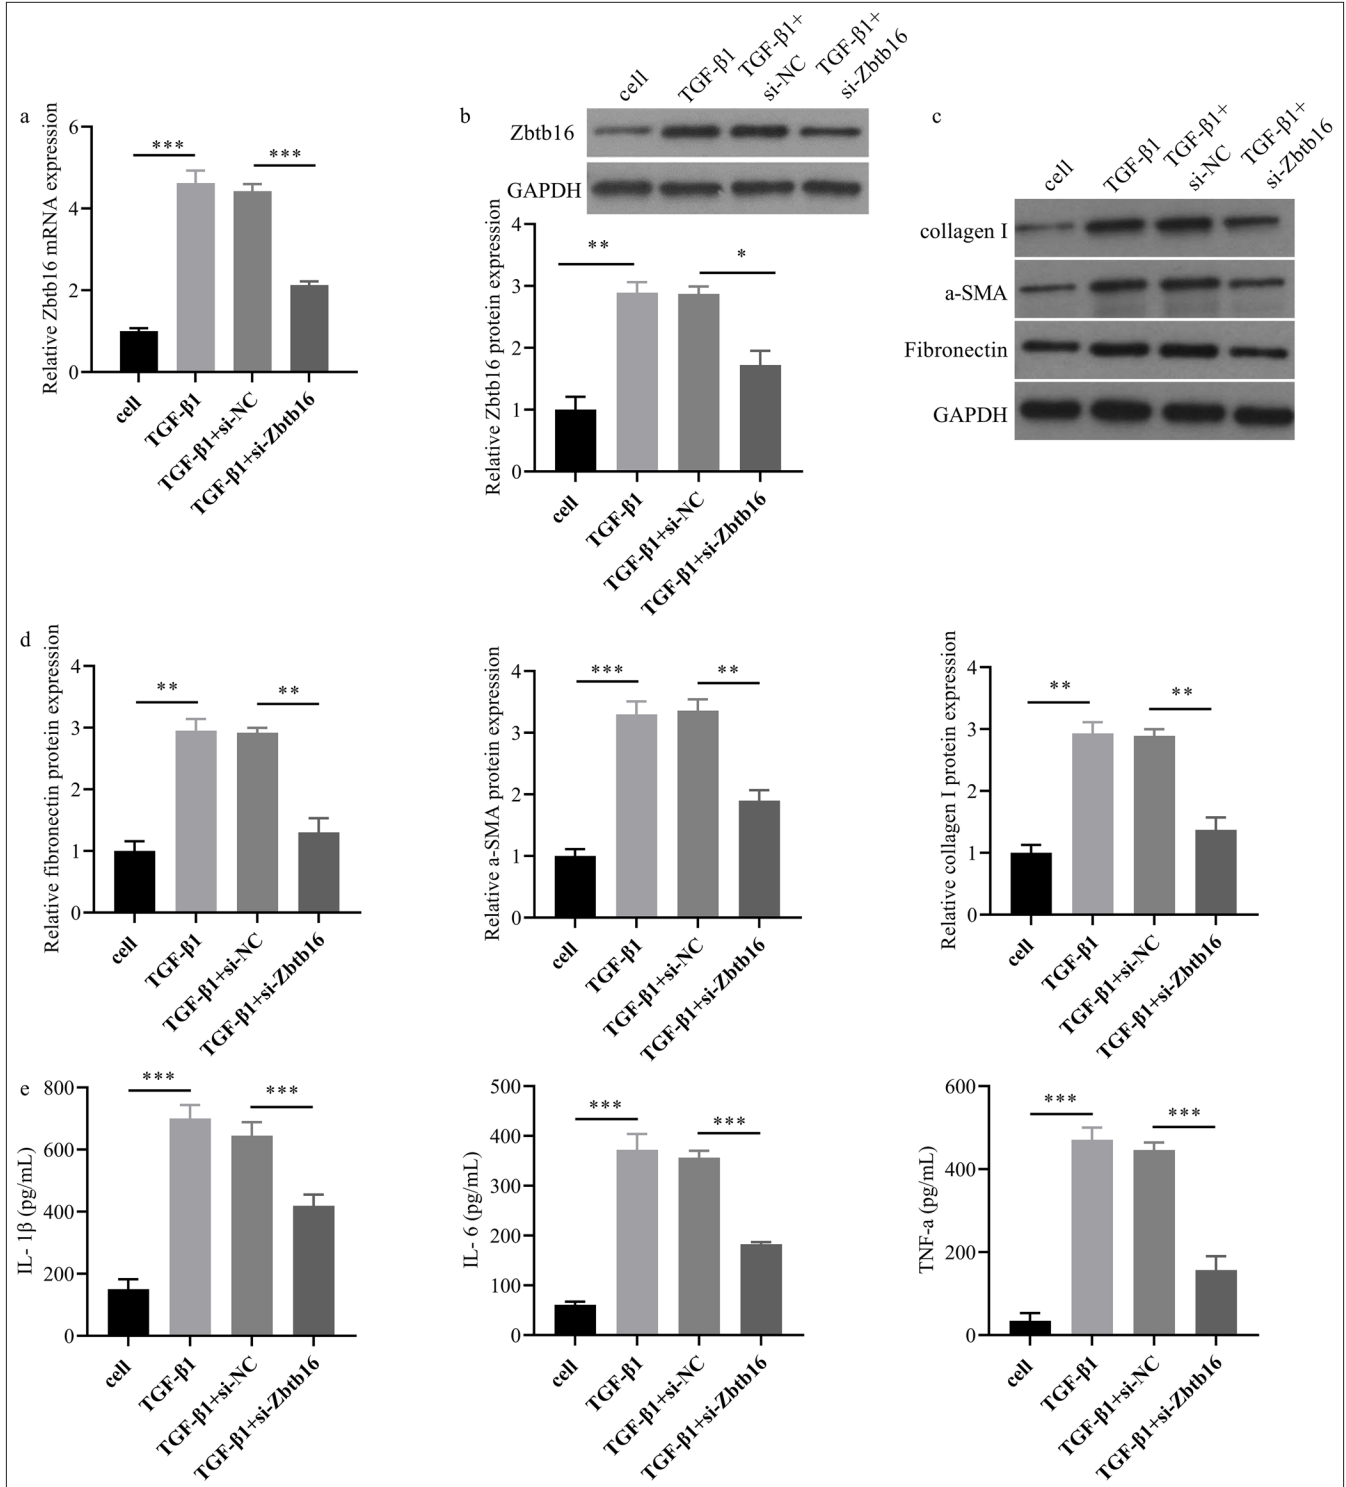 a
Relative Zbtb16 mRNA expression
6
4
2
0
***
***
cell
TGF-β1
TGF-β1+si-NC
TGF-β1+si-Zbtb16
b
cell
TGF-β1
TGF-β1+
si-NC
TGF-β1+
si-Zbtb16
Zbtb16
GAPDH
Relative Zbtb16 protein expression
4
3
2
1
0
**
*
cell
TGF-β1
TGF-β1+si-NC
TGF-β1+si-Zbtb16
c
cell
TGF-β1
TGF-β1+
si-NC
TGF-β1+
si-Zbtb16
collagen I
a-SMA
Fibronectin
GAPDH
d
Relative fibronectin protein expression
4
3
2
1
0
**
**
cell
TGF-β1
TGF-β1+si-NC
TGF-β1+si-Zbtb16
Relative a-SMA protein expression
4
3
2
1
0
***
**
cell
TGF-β1
TGF-β1+si-NC
TGF-β1+si-Zbtb16
Relative collagen I protein expression
4
3
2
1
0
**
**
cell
TGF-β1
TGF-β1+si-NC
TGF-β1+si-Zbtb16
e
IL- 1β (pg/mL)
800
600
400
200
0
***
***
cell
TGF-β1
TGF-β1+si-NC
TGF-β1+si-Zbtb16
IL- 6 (pg/mL)
500
400
300
200
100
0
***
***
cell
TGF-β1
TGF-β1+si-NC
TGF-β1+si-Zbtb16
TNF-a (pg/mL)
600
400
200
0
***
***
cell
TGF-β1
TGF-β1+si-NC
TGF-β1+si-Zbtb16